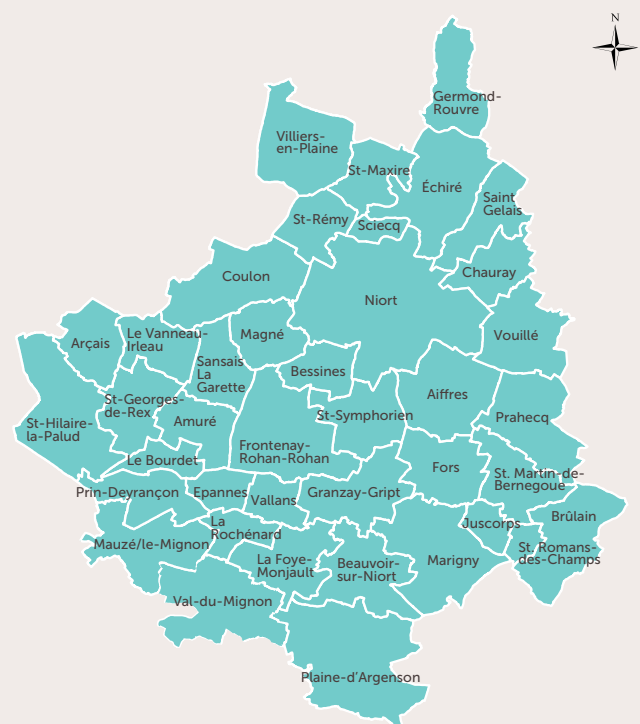 N
Germond-
Rouvre
Villiers-
en-Plaine
St-Maxire
Échiré
Saint
Gelais
St-Rémy
Sciecq
Chauray
Coulon
Niort
Vouillé
Magné
Le Vanneau-
Irleau
Arçais
Sansais
La
Garette
Bessines
Aiffres
St-Georges-
de-Rex
Amuré
St-Symphorien
Prahecq
St-Hilaire-
la-Palud
Frontenay-
Rohan-Rohan
Le Bourdet
Fors
St. Martin-de-
Bernegoue
Prin-Deyrançon
Epannes
Vallans
Granzay-Gript
Brûlain
Juscorps
La
Rochénard
Mauzé/le-Mignon
St. Romans-
des-Champs
La Foye-
Monjault
Beauvoir-
sur-Niort
Marigny
Val-du-Mignon
Plaine-d'Argenson